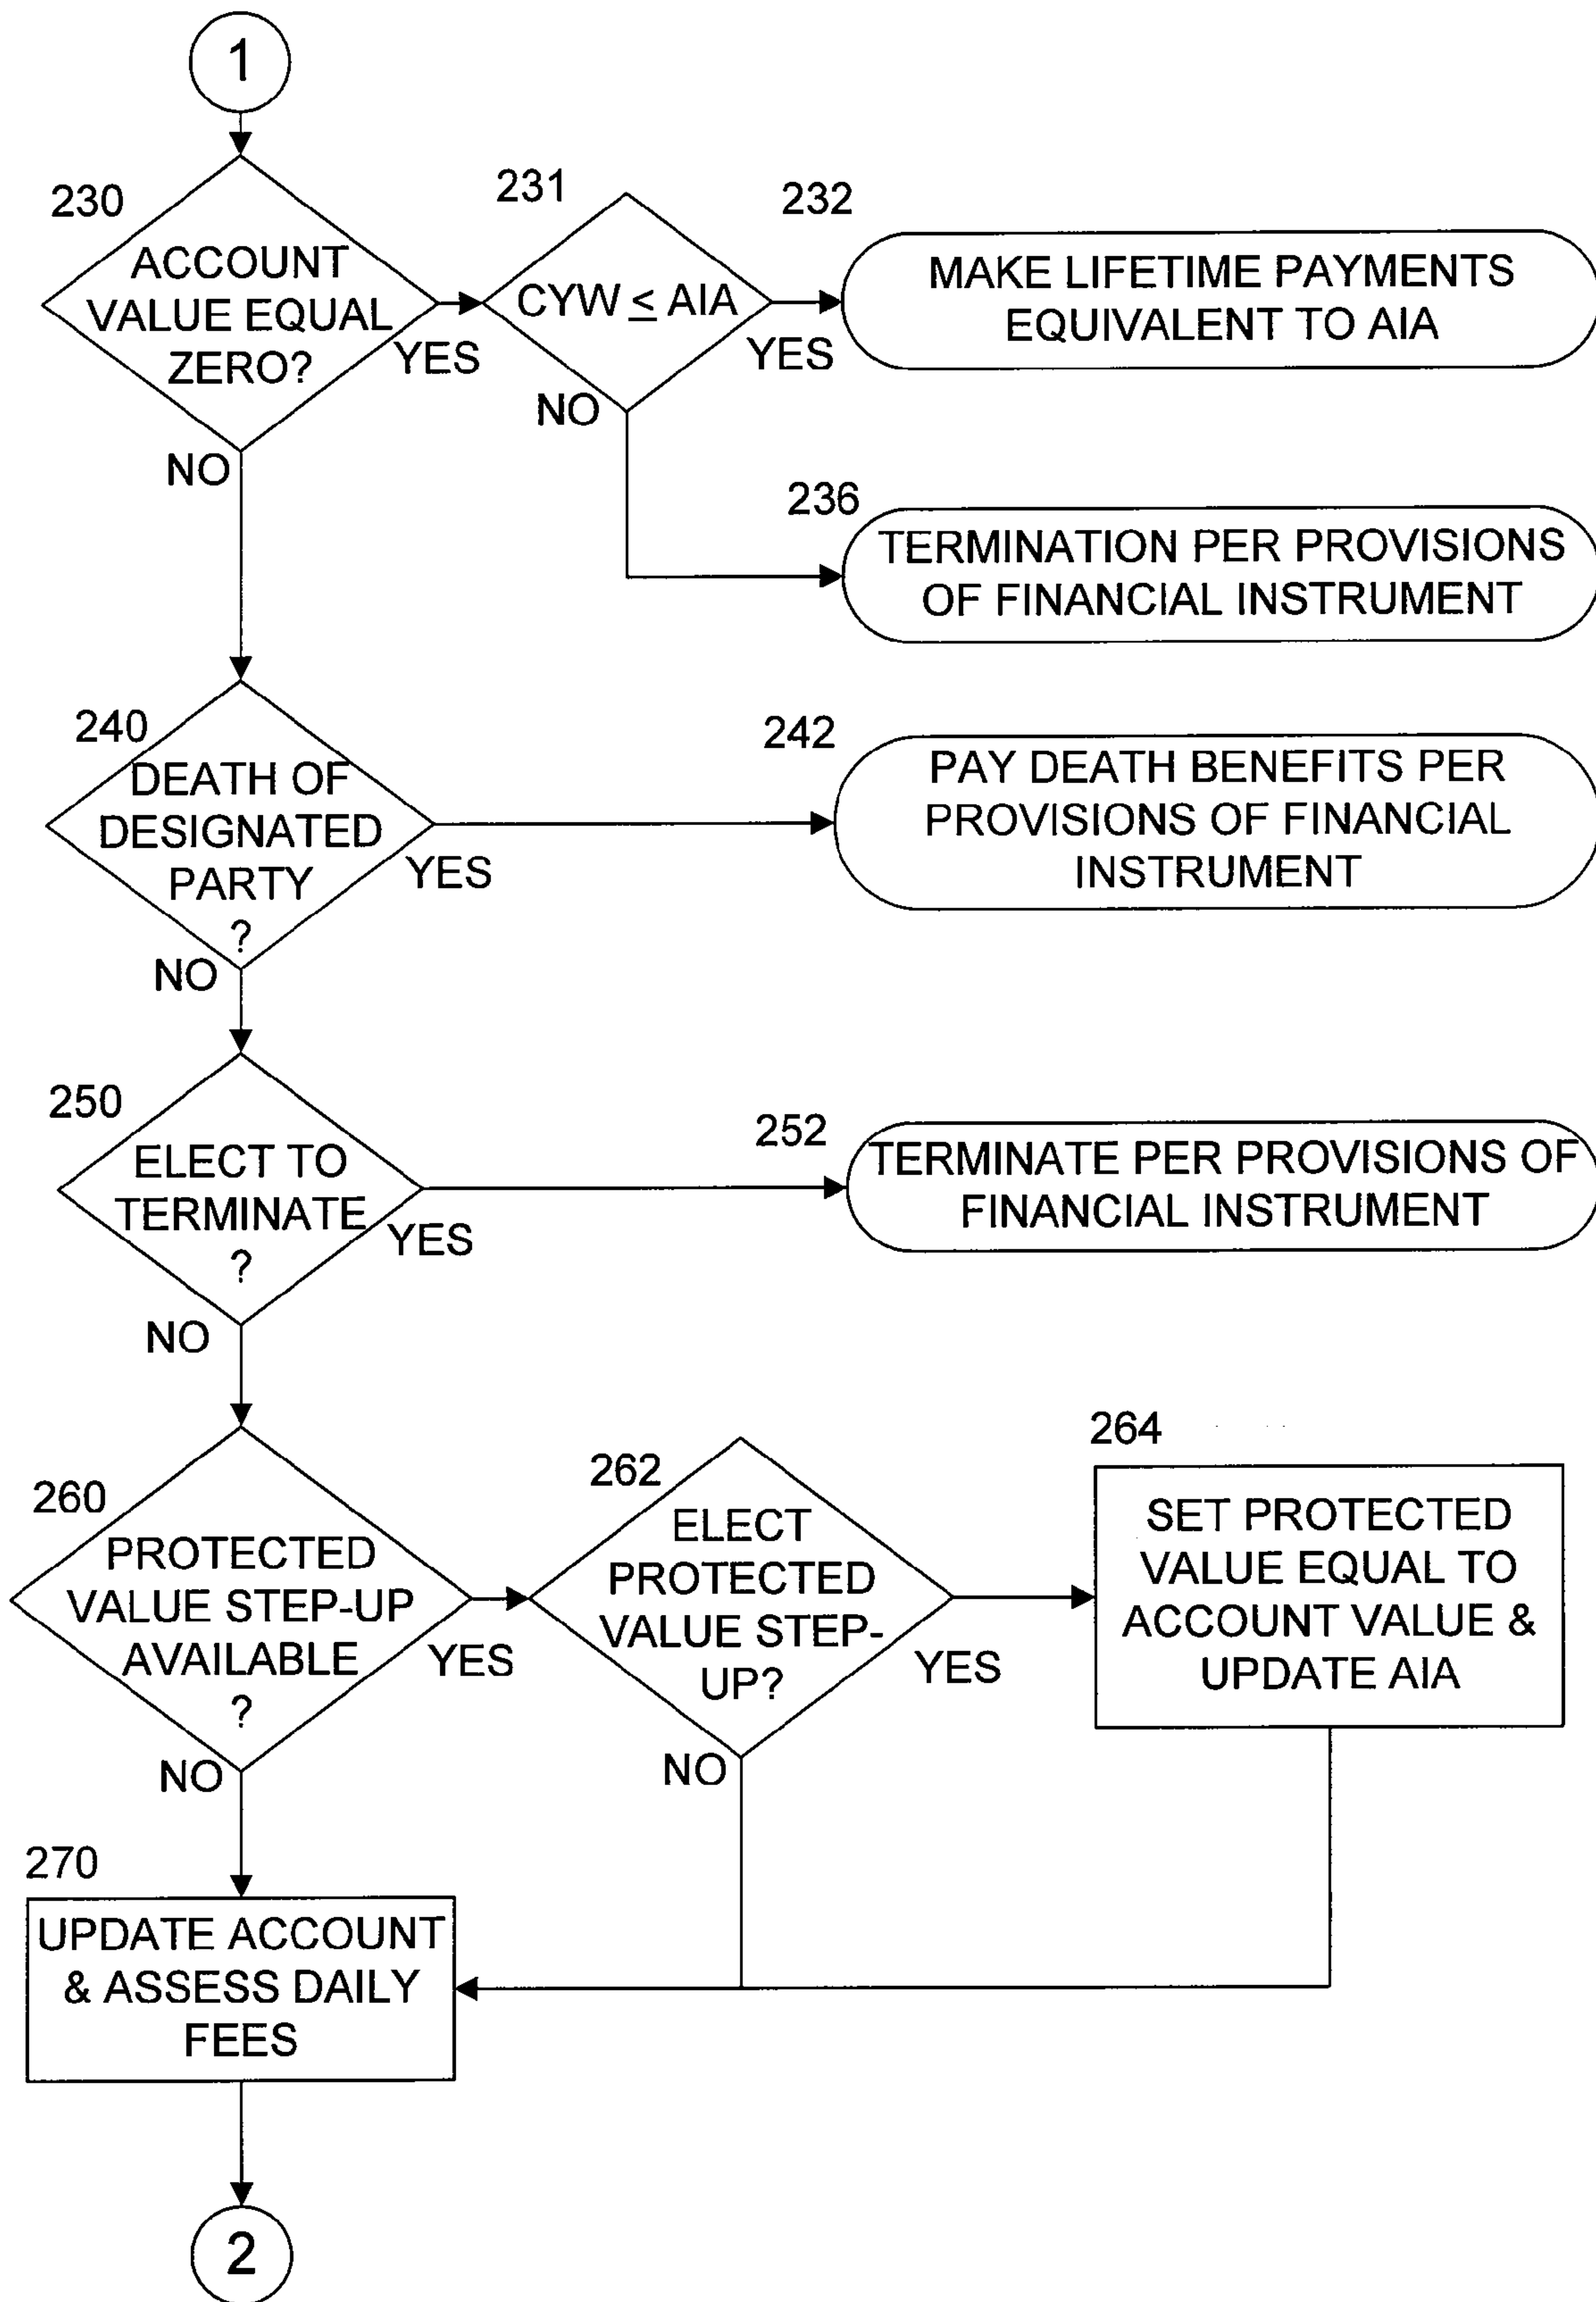 1
230
ACCOUNT
VALUE EQUAL
ZERO?
YES
NO
231
CYW ≤ AIA
YES
NO
232
MAKE LIFETIME PAYMENTS
EQUIVALENT TO AIA
236
TERMINATION PER PROVISIONS
OF FINANCIAL INSTRUMENT
240
DEATH OF
DESIGNATED
PARTY
?
YES
NO
242
PAY DEATH BENEFITS PER
PROVISIONS OF FINANCIAL
INSTRUMENT
250
ELECT TO
TERMINATE
?
YES
NO
252
TERMINATE PER PROVISIONS OF
FINANCIAL INSTRUMENT
260
PROTECTED
VALUE STEP-UP
AVAILABLE
?
YES
NO
262
ELECT
PROTECTED
VALUE STEP-
UP?
YES
NO
264
SET PROTECTED
VALUE EQUAL TO
ACCOUNT VALUE &
UPDATE AIA
270
UPDATE ACCOUNT
& ASSESS DAILY
FEES
2